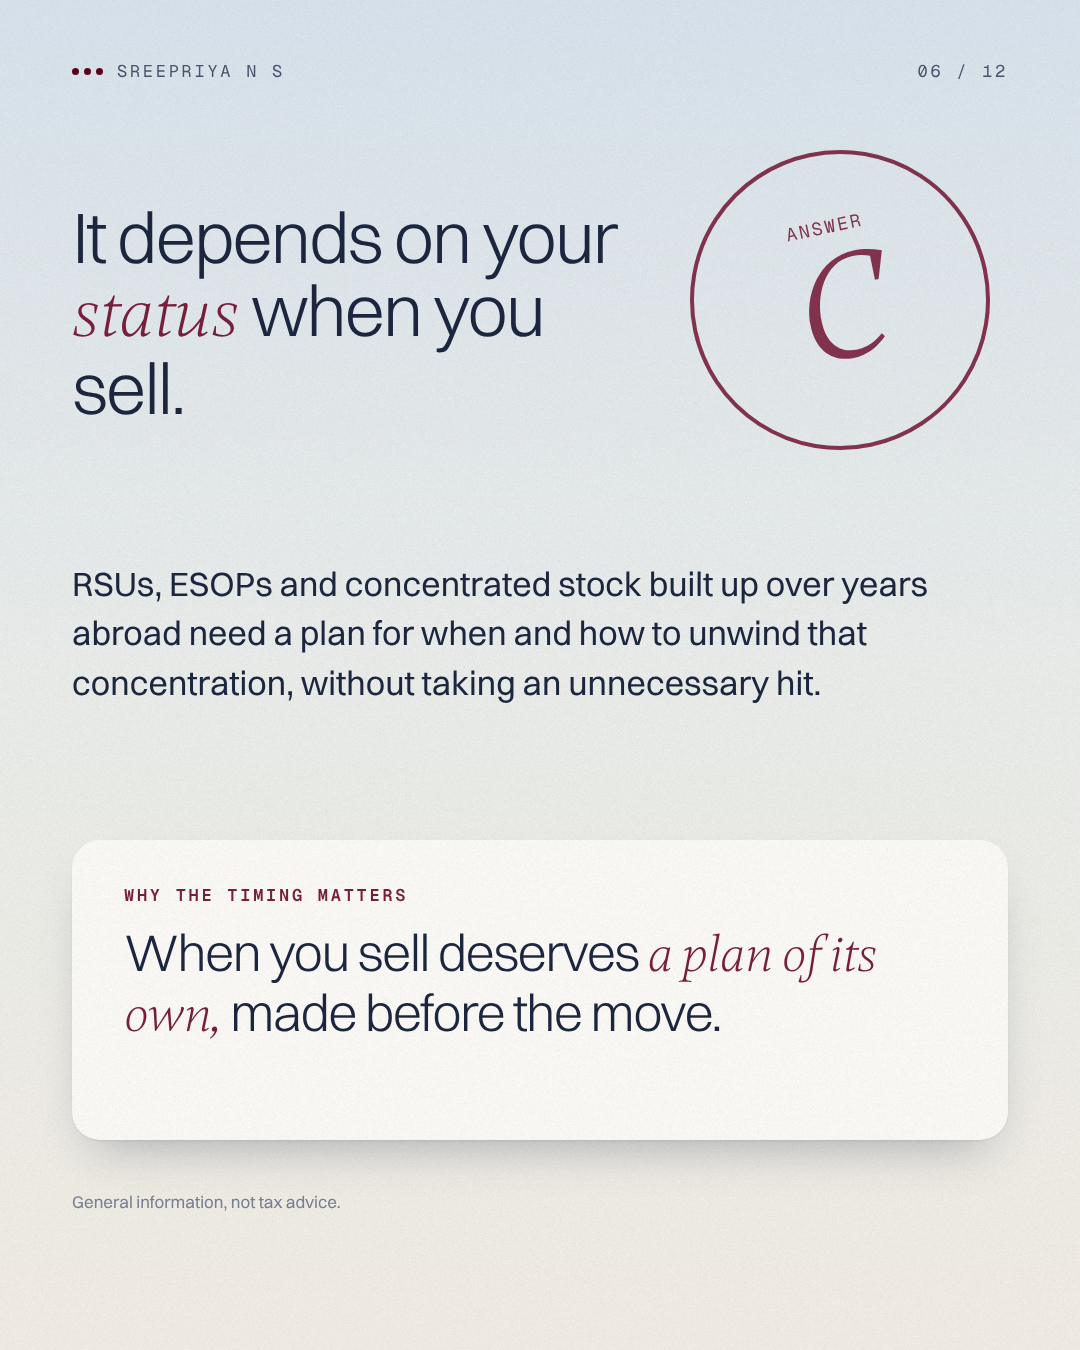 SREEPRIYA N S
06 / 12
It depends on your
status when you
sell.
ANSWER
C
RSUs, ESOPs and concentrated stock built up over years
abroad need a plan for when and how to unwind that
concentration, without taking an unnecessary hit.
WHY THE TIMING MATTERS
When you sell deserves a plan of its
own, made before the move.
General information, not tax advice.